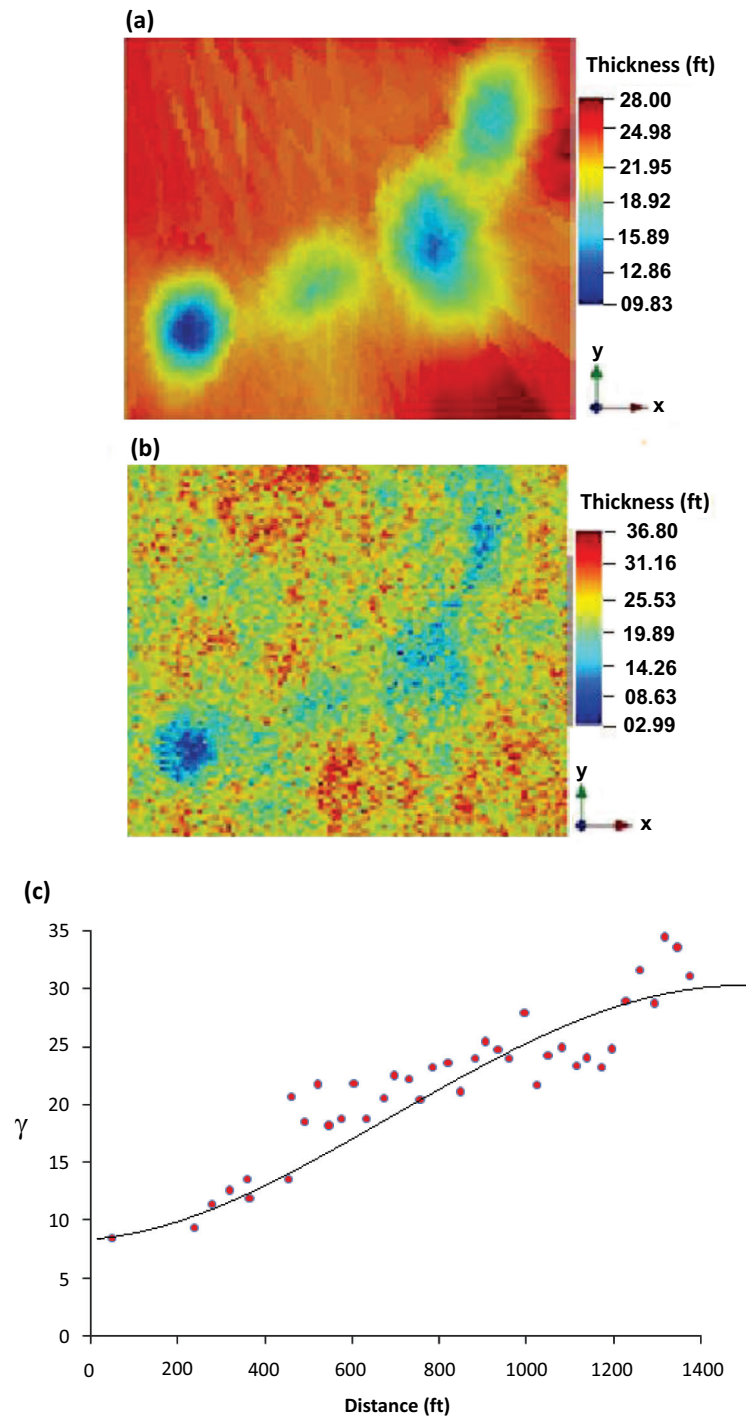 (a)
Thickness (ft)
28.00
24.98
21.95
18.92
15.89
12.86
09.83
y
x
(b)
Thickness (ft)
36.80
31.16
25.53
19.89
14.26
08.63
02.99
y
x
(c)
35
30
25
20
15
10
5
0
γ
0 200 400 600 800 1000 1200 1400
Distance (ft)